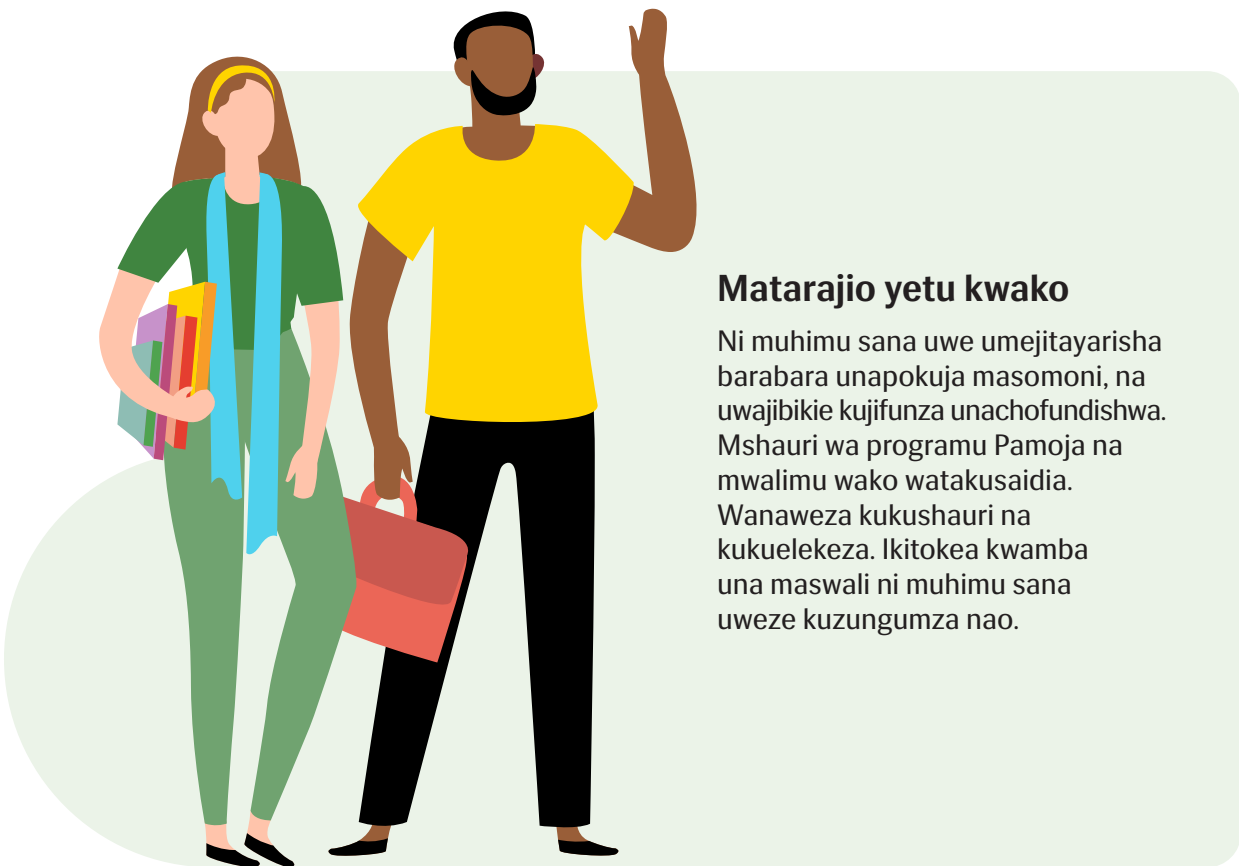 Matarajio yetu kwako
Ni muhimu sana uwe umejitayarisha
barabara unapokuja masomoni, na
uwajibikie kujifunza unachofundishwa.
Mshauri wa programu Pamoja na
mwalimu wako watakusaidia.
Wanaweza kukushauri na
kukuelekeza. Ikitokea kwamba
una maswali ni muhimu sana
uweze kuzungumza nao.